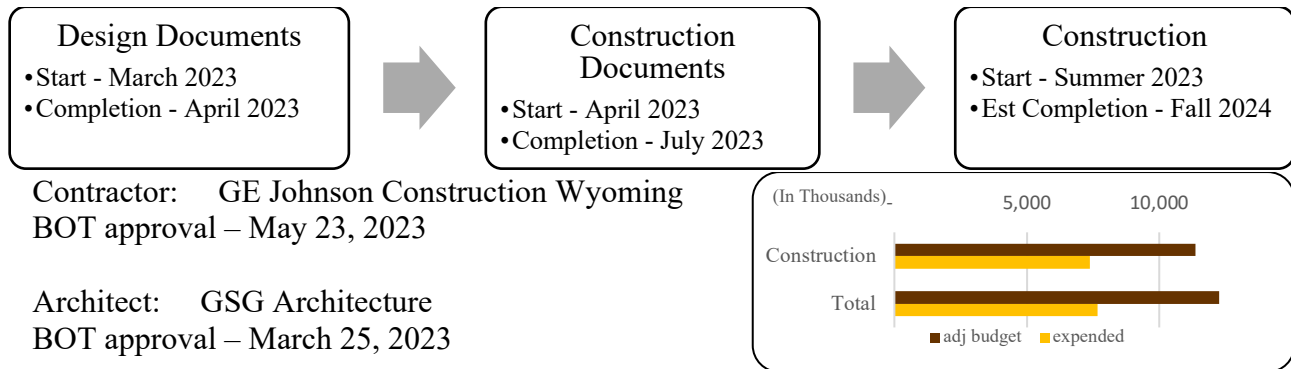 Design Documents
•Start - March 2023
•Completion - April 2023
Construction
Documents
•Start - April 2023
•Completion - July 2023
Construction
•Start - Summer 2023
•Est Completion - Fall 2024
Contractor: GE Johnson Construction Wyoming
BOT approval – May 23, 2023
Architect: GSG Architecture
BOT approval – March 25, 2023
(In Thousands) - 5,000 10,000
Construction
Total
adj budget expended